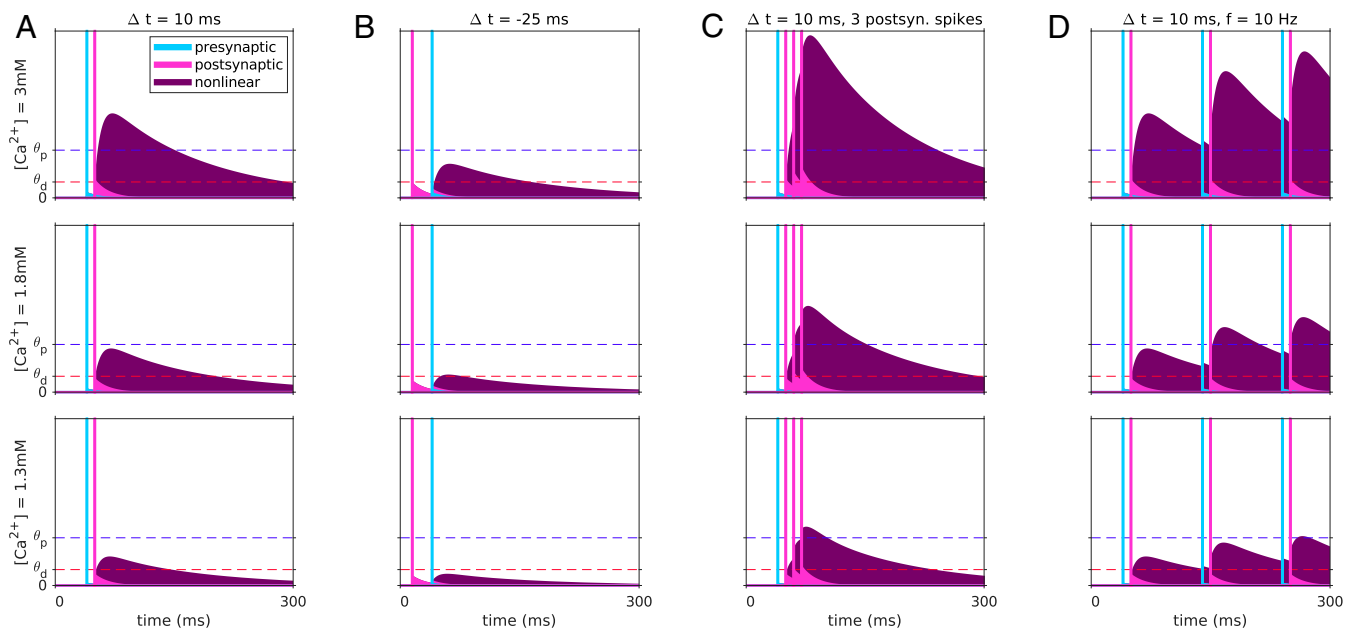 A
Δ t = 10 ms
B
Δ t = -25 ms
C
Δ t = 10 ms, 3 postsyn. spikes
D
Δ t = 10 ms, f = 10 Hz
presynaptic
postsynaptic
nonlinear
[Ca²⁺] = 3mM
θp
θd
0
[Ca²⁺] = 1.8mM
θp
θd
0
[Ca²⁺] = 1.3mM
θp
θd
0
0 300
time (ms)
0 300
time (ms)
0 300
time (ms)
0 300
time (ms)